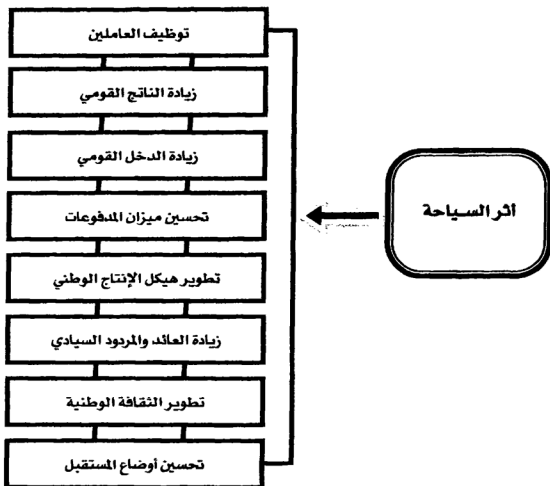 أثر السياحة
توظيف العاملين
زيادة الناتج القومي
زيادة الدخل القومي
تحسين ميزان المدفوعات
تطوير هيكل الإنتاج الوطني
زيادة العائد والمردود السيادي
تطوير الثقافة الوطنية
تحسين أوضاع المستقبل